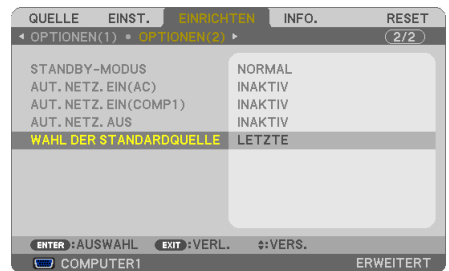 QUELLE EINST. EINRICHTEN INFO. RESET
OPTIONEN(1) OPTIONEN(2) 2/2
STANDBY-MODUS NORMAL
AUT. NETZ. EIN(AC) INAKTIV
AUT. NETZ. EIN(COMP1) INAKTIV
AUT. NETZ. AUS INAKTIV
WAHL DER STANDARDQUELLE LETZTE
ENTER :AUSWAHL EXIT :VERL. :VERS.
COMPUTER1 ERWEITERT